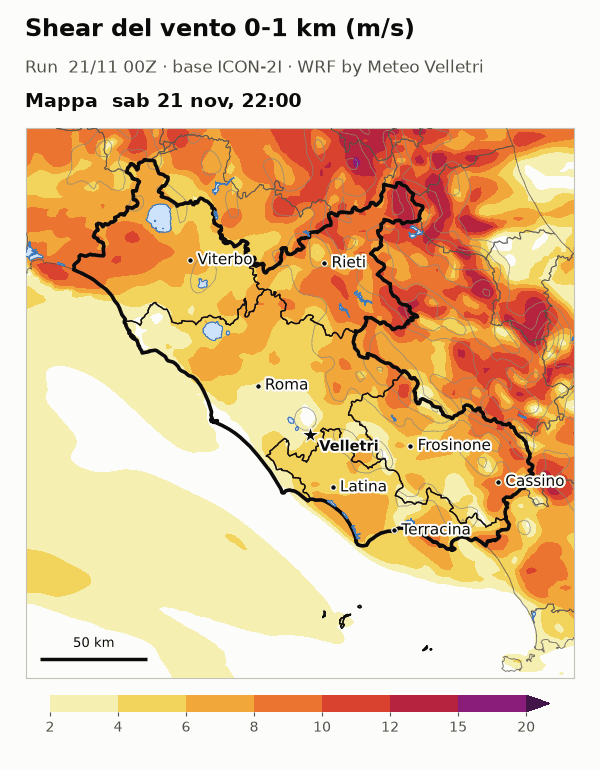 Shear del vento 0-1 km (m/s)
Run  21/11 00Z · base ICON-2I · WRF by Meteo Velletri
Mappa  sab 21 nov, 22:00
Viterbo
Rieti
Roma
Velletri
Frosinone
Latina
Cassino
Terracina
50 km
2 4 6 8 10 12 15 20